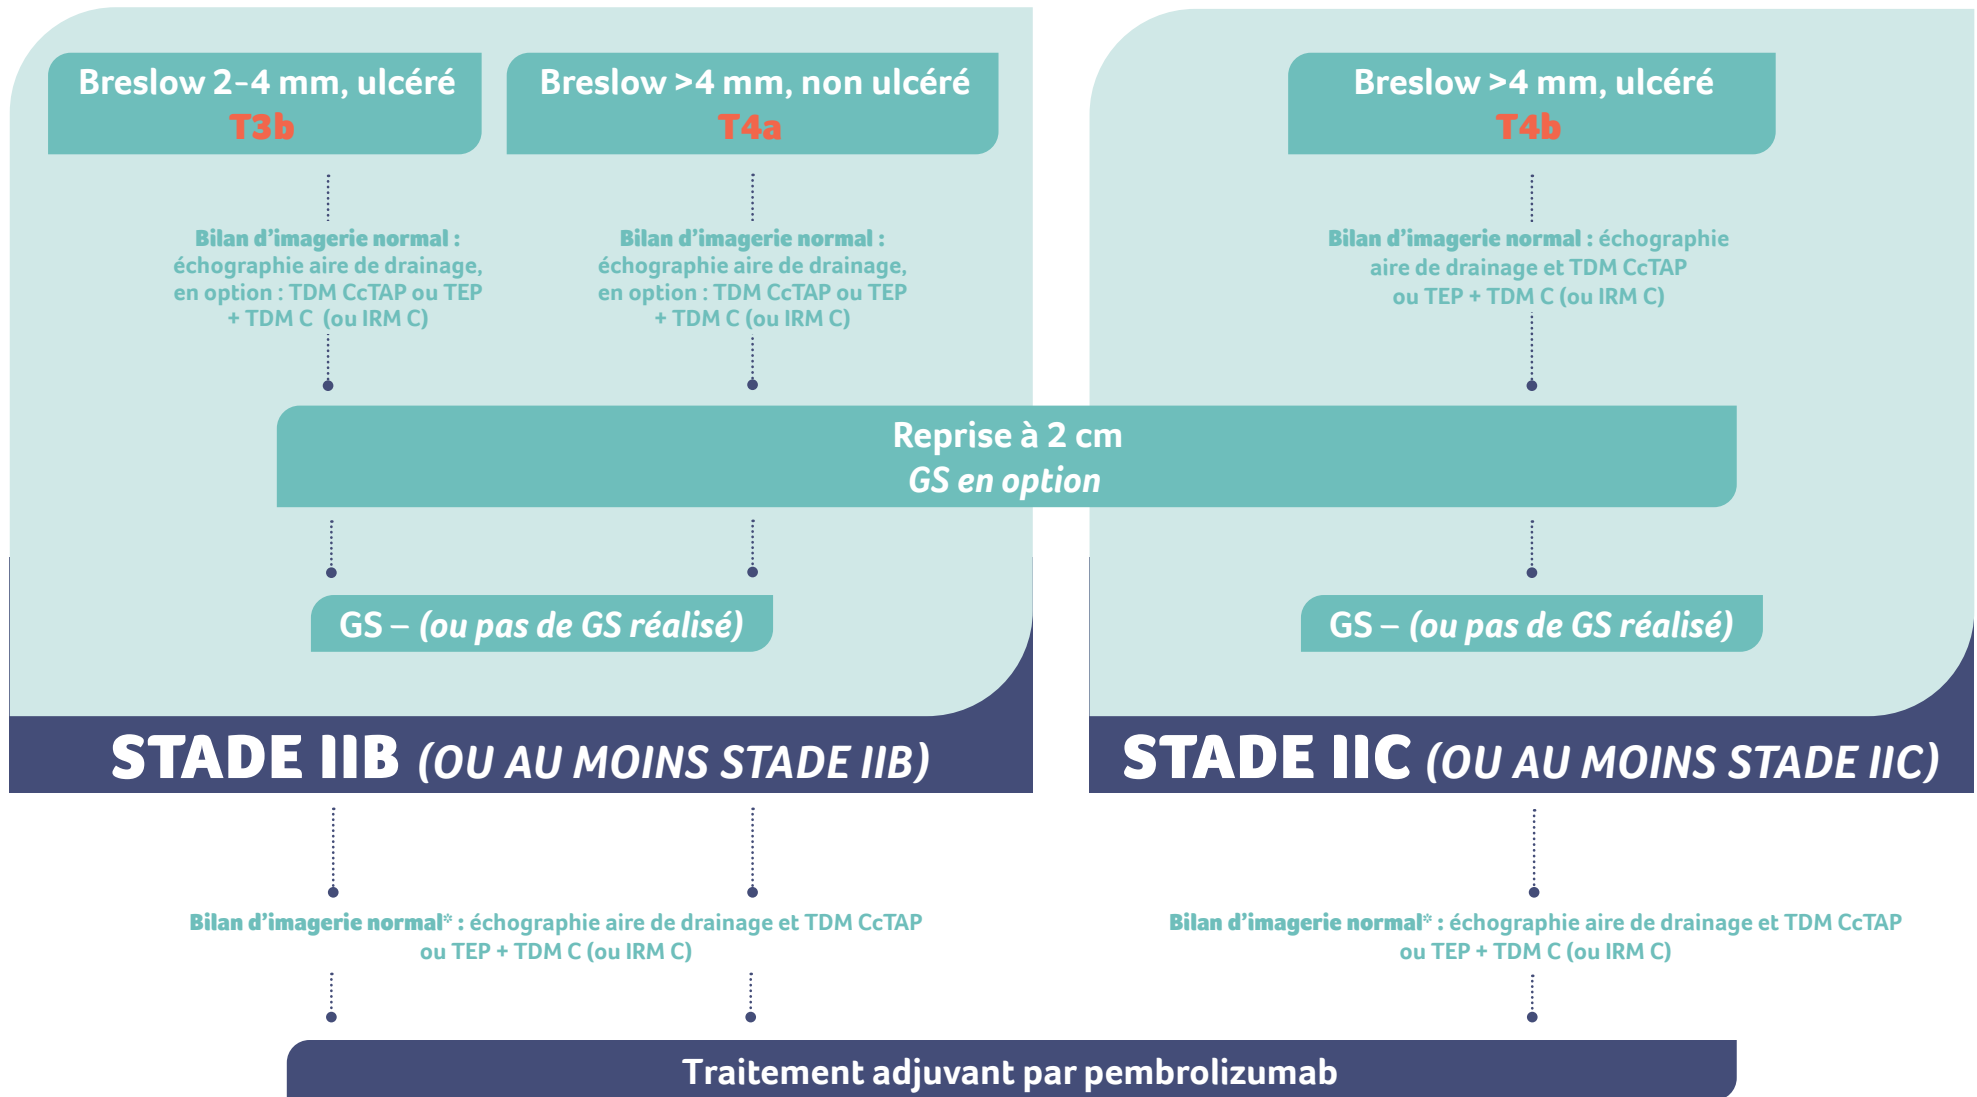 Breslow 2-4 mm, ulcéré
T3b
Breslow >4 mm, non ulcéré
T4a
Breslow >4 mm, ulcéré
T4b
Bilan d’imagerie normal :
échographie aire de drainage,
en option : TDM CcTAP ou TEP
+ TDM C (ou IRM C)
Bilan d’imagerie normal :
échographie aire de drainage,
en option : TDM CcTAP ou TEP
+ TDM C (ou IRM C)
Bilan d’imagerie normal : échographie
aire de drainage et TDM CcTAP
ou TEP + TDM C (ou IRM C)
Reprise à 2 cm
GS en option
GS – (ou pas de GS réalisé)
GS – (ou pas de GS réalisé)
STADE IIB (OU AU MOINS STADE IIB)
STADE IIC (OU AU MOINS STADE IIC)
Bilan d’imagerie normal* : échographie aire de drainage et TDM CcTAP
ou TEP + TDM C (ou IRM C)
Bilan d’imagerie normal* : échographie aire de drainage et TDM CcTAP
ou TEP + TDM C (ou IRM C)
Traitement adjuvant par pembrolizumab